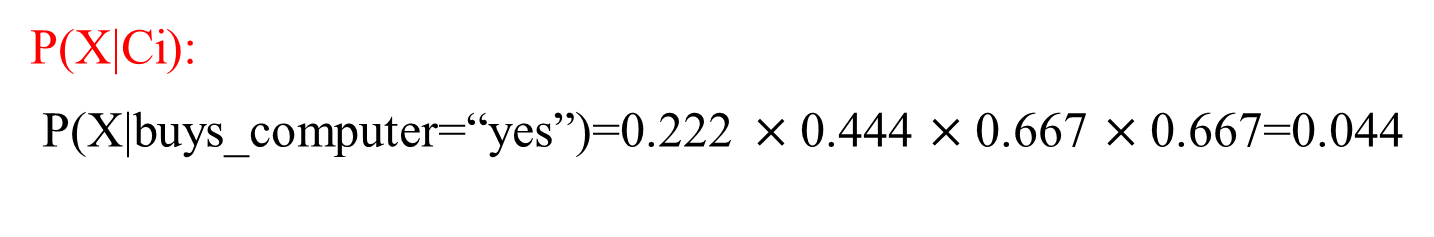 P(X|Ci):
P(X|buys_computer=“yes”)=0.222 × 0.444 × 0.667 × 0.667=0.044